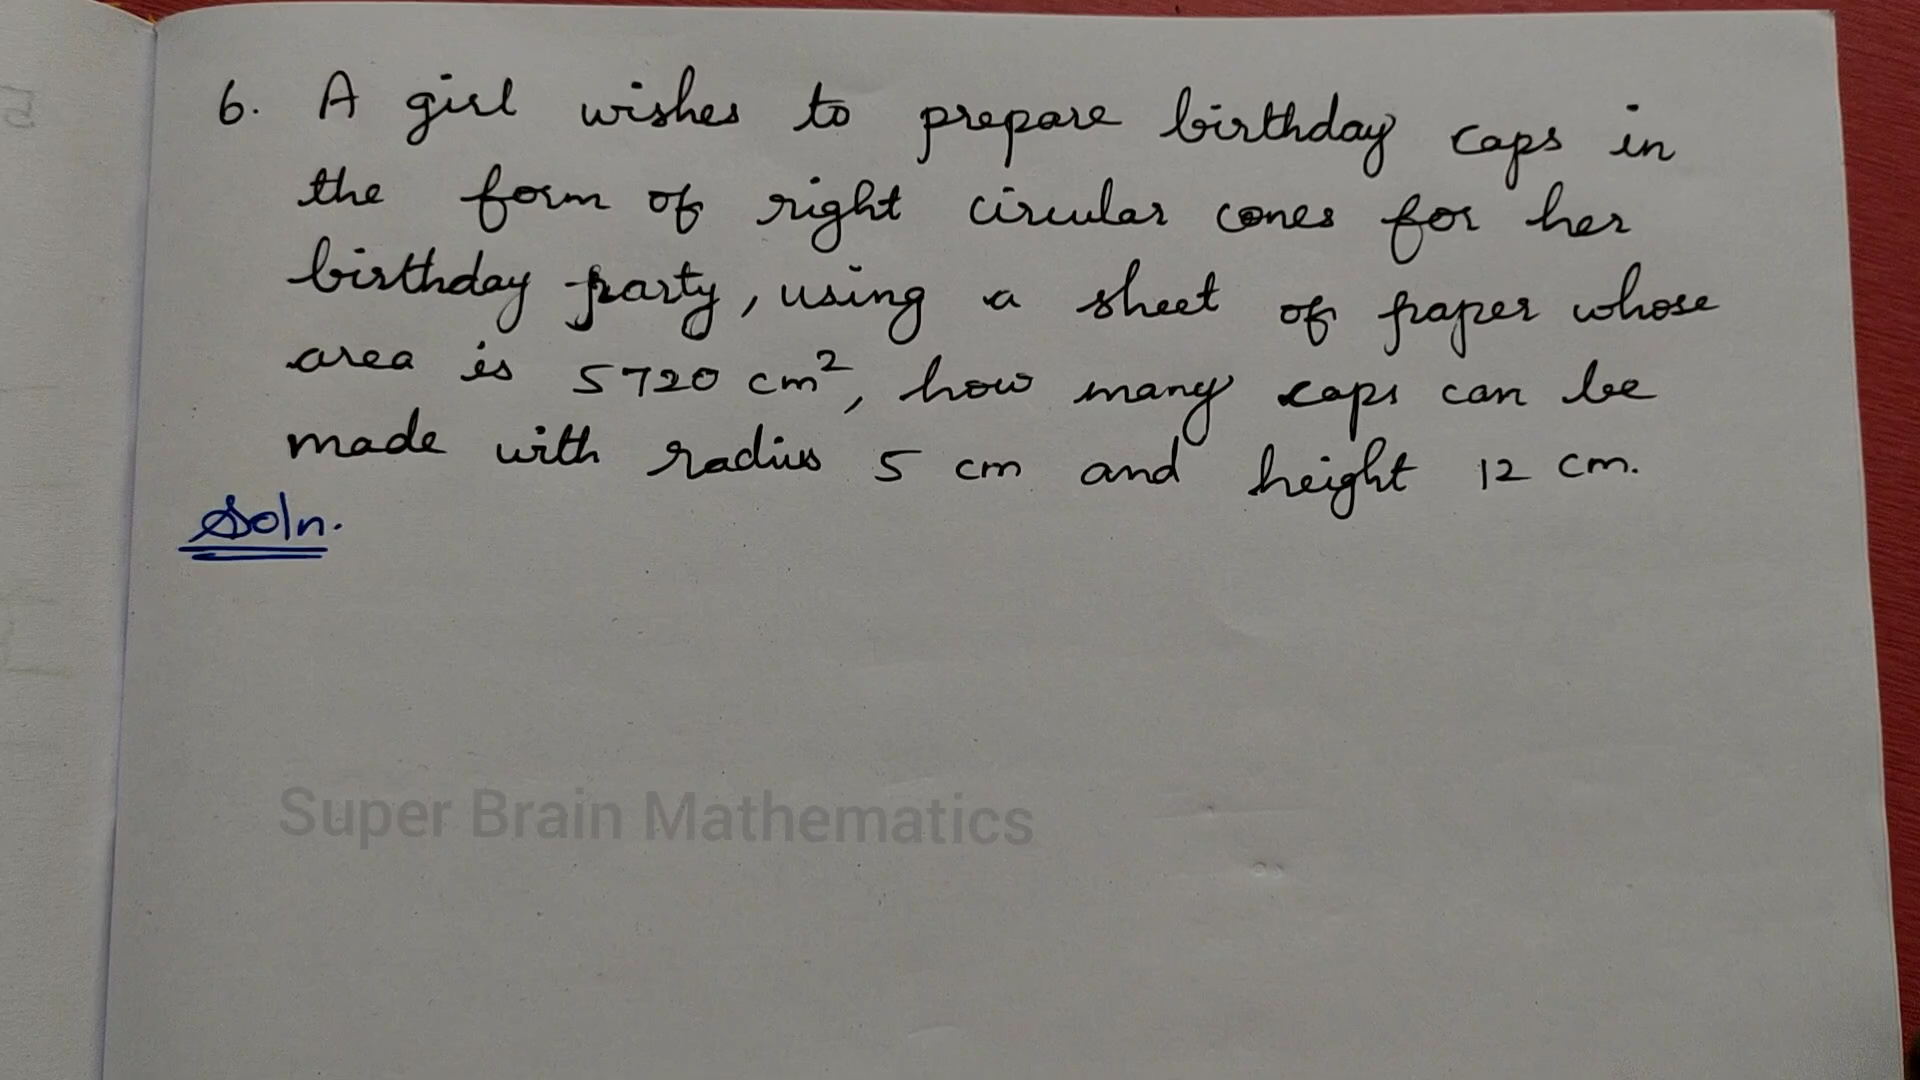 6. A girl wishes to prepare birthday caps in
the form of right circular cones for her
birthday party, using a sheet of paper whose
area is 5720 cm², how many caps can be
made with radius 5 cm and height 12 cm.
Soln.
Super Brain Mathematics